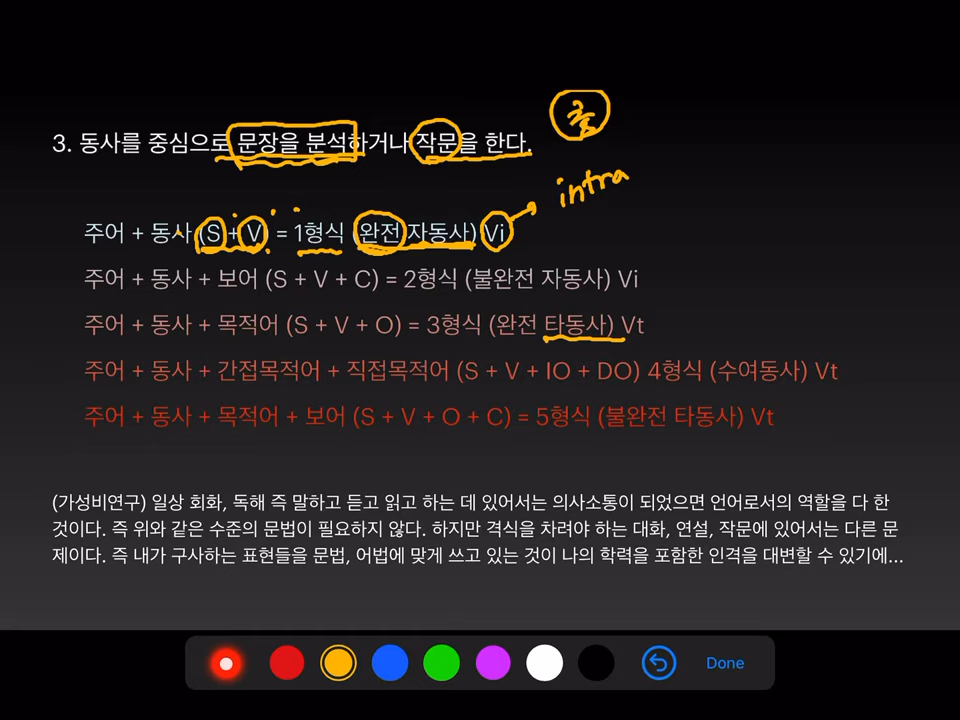 3. 동사를 중심으로 문장을 분석하거나 작문을 한다.
intra
주어 + 동사 (S + V) = 1형식 (완전 자동사) Vi
주어 + 동사 + 보어 (S + V + C) = 2형식 (불완전 자동사) Vi
주어 + 동사 + 목적어 (S + V + O) = 3형식 (완전 타동사) Vt
주어 + 동사 + 간접목적어 + 직접목적어 (S + V + IO + DO) 4형식 (수여동사) Vt
주어 + 동사 + 목적어 + 보어 (S + V + O + C) = 5형식 (불완전 타동사) Vt
(가성비연구) 일상 회화, 독해 즉 말하고 듣고 읽고 하는 데 있어서는 의사소통이 되었으면 언어로서의 역할을 다 한
것이다. 즉 위와 같은 수준의 문법이 필요하지 않다. 하지만 격식을 차려야 하는 대화, 연설, 작문에 있어서는 다른 문
제이다. 즉 내가 구사하는 표현들을 문법, 어법에 맞게 쓰고 있는 것이 나의 학력을 포함한 인격을 대변할 수 있기에...
Done